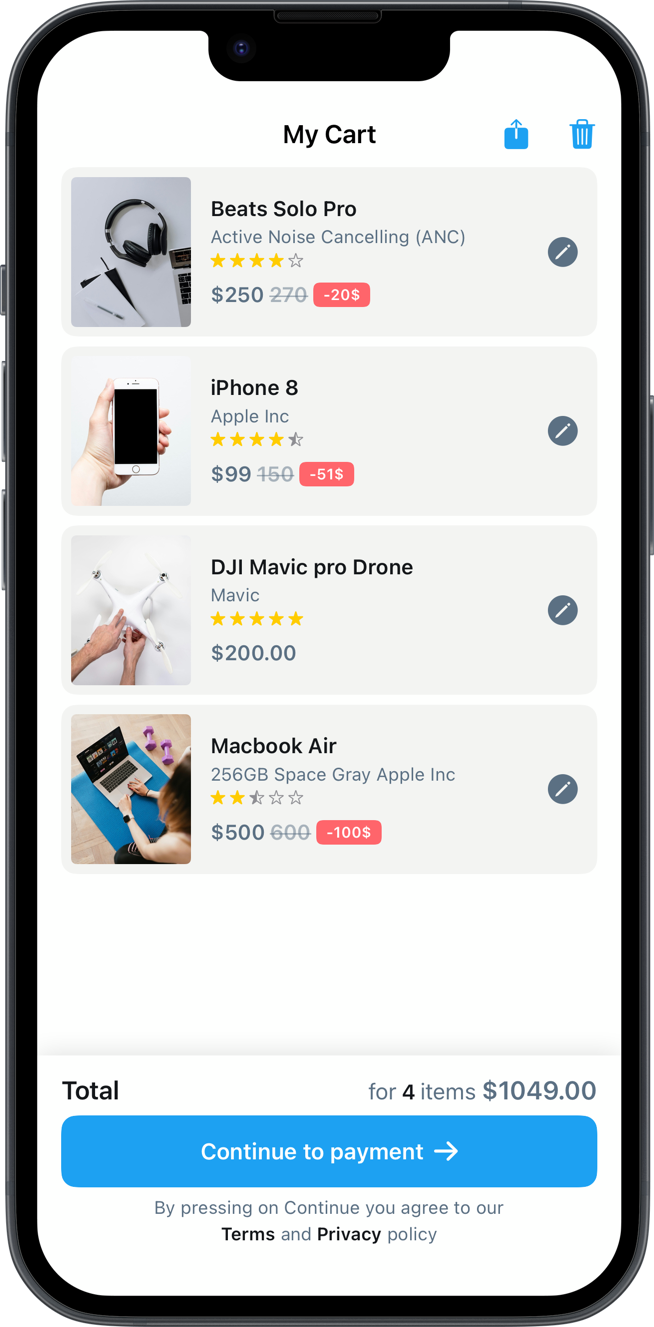 My Cart
Beats Solo Pro
Active Noise Cancelling (ANC)
$250 270 -20$
iPhone 8
Apple Inc
$99 150 -51$
DJI Mavic pro Drone
Mavic
$200.00
Macbook Air
256GB Space Gray Apple Inc
$500 600 -100$
Total for 4 items $1049.00
Continue to payment →
By pressing on Continue you agree to our
Terms and Privacy policy